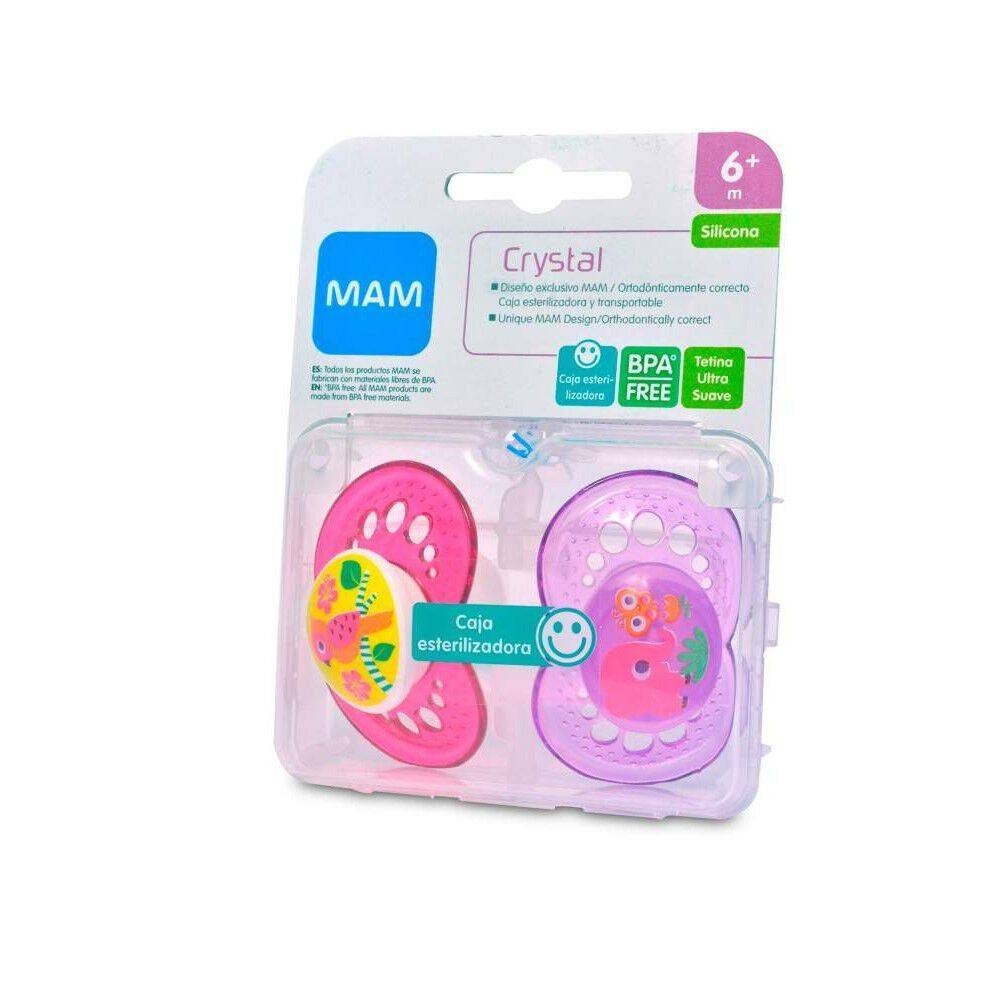 6+
m
Silicona
MAM
Crystal
■ Diseño exclusivo MAM / Ortodónticamente correcto
Caja esterilizadora y transportable
■ Unique MAM Design/Orthodontically correct
Caja esteri-
lizadora
BPA°
FREE
Tetina
Ultra
Suave
ES: Todos los productos MAM se
fabrican con materiales libres de BPA.
EN: °BPA free: All MAM products are
made from BPA free materials.
Caja
esterilizadora